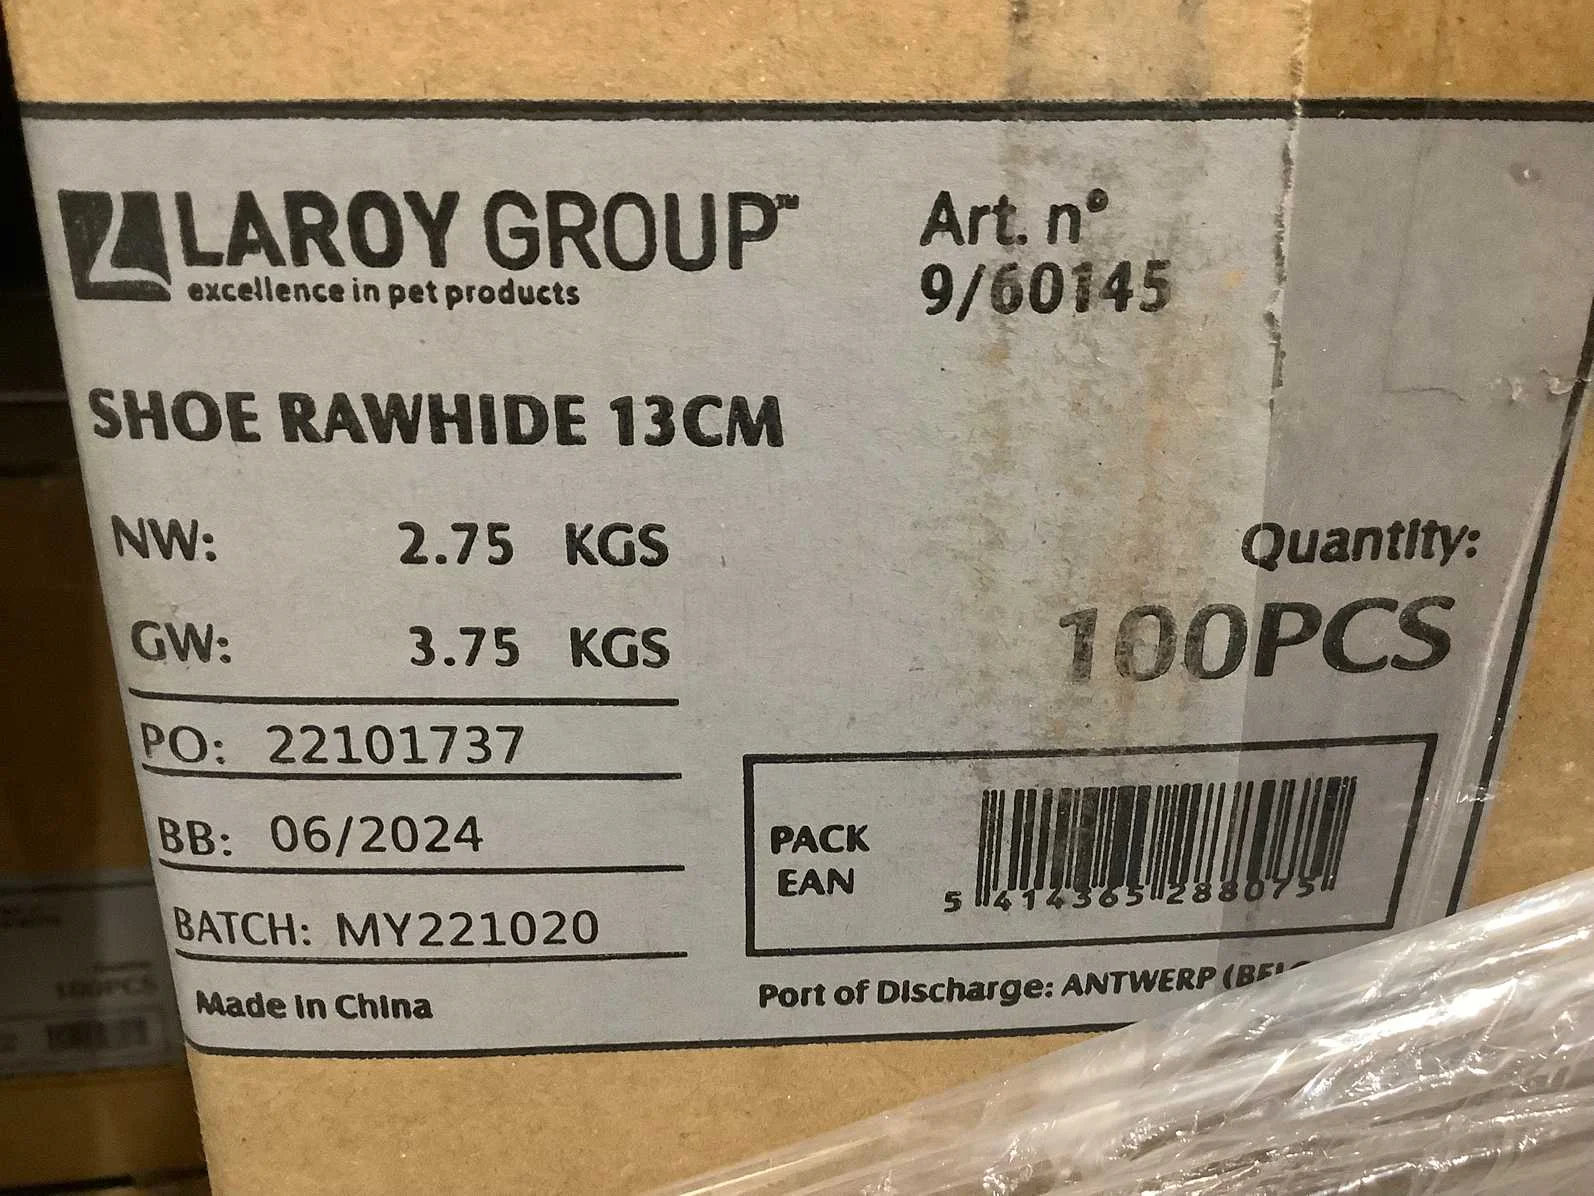 LAROY GROUP™
excellence in pet products
Art. n°
9/60145
SHOE RAWHIDE 13CM
NW: 2.75 KGS
GW: 3.75 KGS
Quantity:
100PCS
PO: 22101737
BB: 06/2024
BATCH: MY221020
Made in China
PACK
EAN
5 414365 288075
Port of Discharge: ANTWERP
100PCS